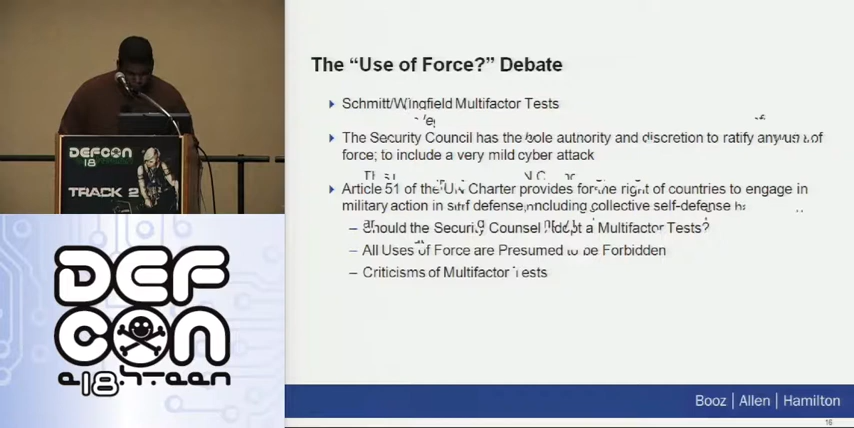 The “Use of Force?” Debate
Schmitt/Wingfield Multifactor Tests
The Security Council has the authority and discretion to ratify any of
force; to include a very mild cyber attack
Article 51 of the UN Charter provides for the right of countries to engage in
military action in self defense, including collective self-defense
– Should the Security Counsel Adopt a Multifactor Tests?
– All Uses of Force are Presumed to be Forbidden
– Criticisms of Multifactor Tests
Booz | Allen | Hamilton
16
DEFCON
18
TRACK 2
DEF
CON